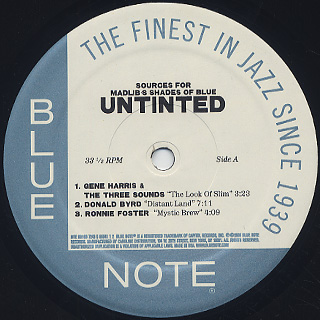 THE FINEST IN JAZZ SINCE 1939
BLUE
NOTE
SOURCES FOR
MADLIB'S SHADES OF BLUE
UNTINTED
33 ⅓ RPM
Side A
1. GENE HARRIS &
THE THREE SOUNDS "The Look Of Slim" 3:23
2. DONALD BYRD "Distant Land" 7:11
3. RONNIE FOSTER "Mystic Brew" 4:09